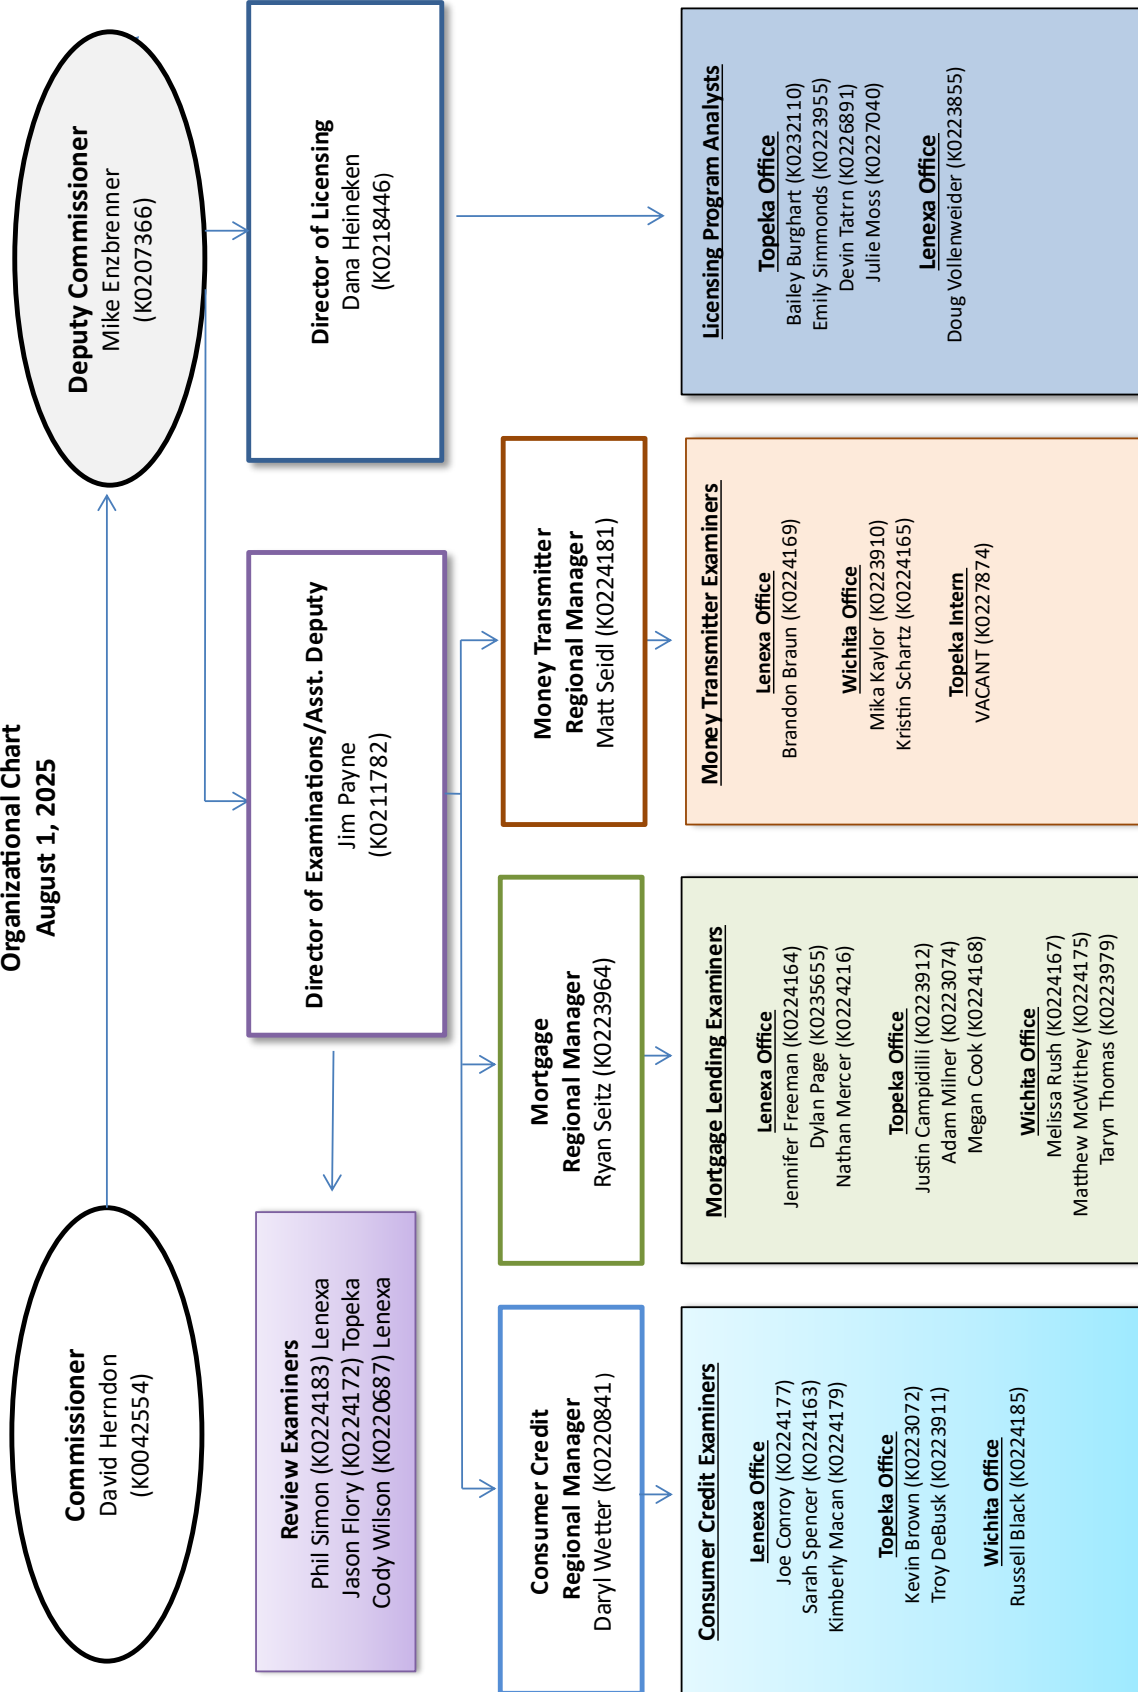 Organizational Chart
August 1, 2025
Commissioner
David Herndon
(K0042554)
Deputy Commissioner
Mike Enzbrenner
(K0207366)
Review Examiners
Phil Simon (K0224183) Lenexa
Jason Flory (K0224172) Topeka
Cody Wilson (K0220687) Lenexa
Director of Examinations/Asst. Deputy
Jim Payne
(K0211782)
Director of Licensing
Dana Heineken
(K0218446)
Consumer Credit
Regional Manager
Daryl Wetter (K0220841)
Mortgage
Regional Manager
Ryan Seitz (K0223964)
Money Transmitter
Regional Manager
Matt Seidl (K0224181)
Consumer Credit Examiners
Lenexa Office
Joe Conroy (K0224177)
Sarah Spencer (K0224163)
Kimberly Macan (K0224179)
Topeka Office
Kevin Brown (K0223072)
Troy DeBusk (K0223911)
Wichita Office
Russell Black (K0224185)
Mortgage Lending Examiners
Lenexa Office
Jennifer Freeman (K0224164)
Dylan Page (K0235655)
Nathan Mercer (K0224216)
Topeka Office
Justin Campidilli (K0223912)
Adam Milner (K0223074)
Megan Cook (K0224168)
Wichita Office
Melissa Rush (K0224167)
Matthew McWithey (K0224175)
Taryn Thomas (K0223979)
Money Transmitter Examiners
Lenexa Office
Brandon Braun (K0224169)
Wichita Office
Mika Kaylor (K0223910)
Kristin Schartz (K0224165)
Topeka Intern
VACANT (K0227874)
Licensing Program Analysts
Topeka Office
Bailey Burghart (K0232110)
Emily Simmonds (K0223955)
Devin Tatrn (K0226891)
Julie Moss (K0227040)
Lenexa Office
Doug Vollenweider (K0223855)